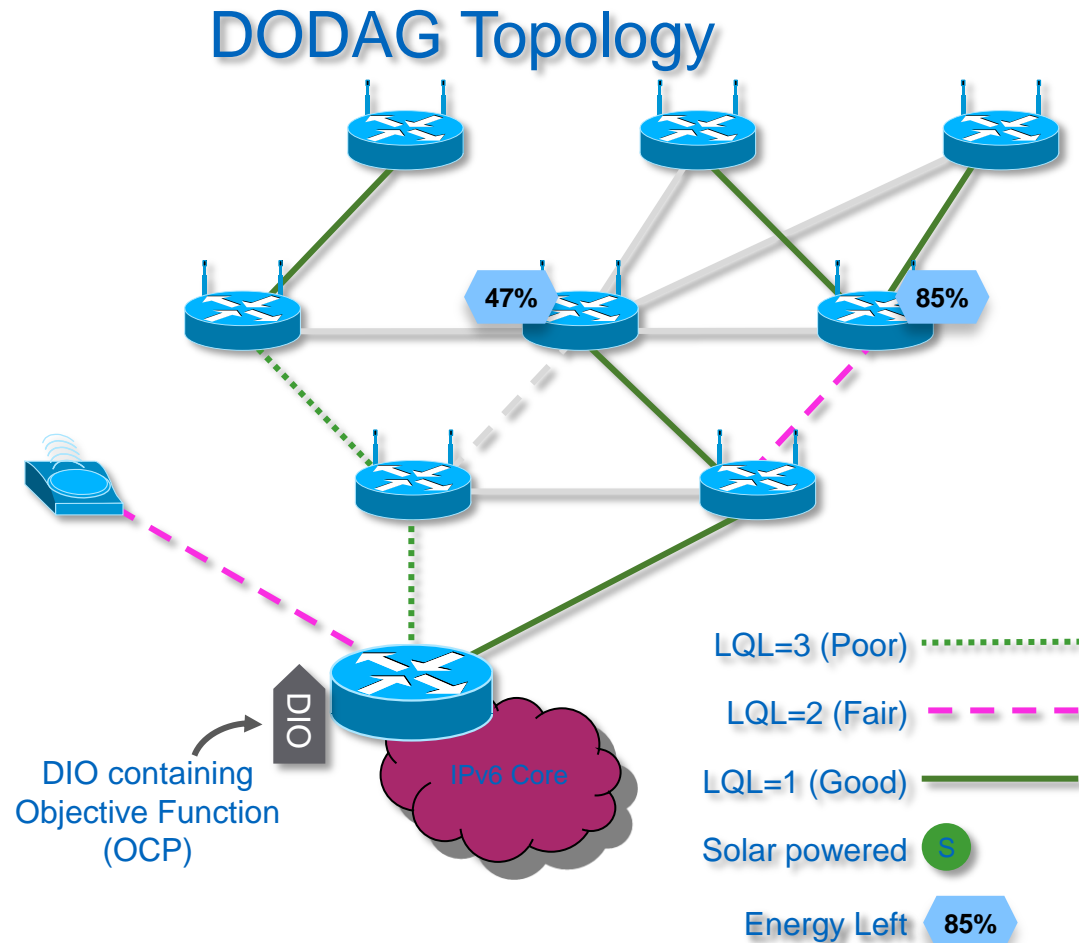 DODAG Topology
47%
85%
LQL=3 (Poor)
LQL=2 (Fair)
DIO
DIO containing
Objective Function
(OCP)
IPv6 Core
LQL=1 (Good)
Solar powered
S
Energy Left
85%